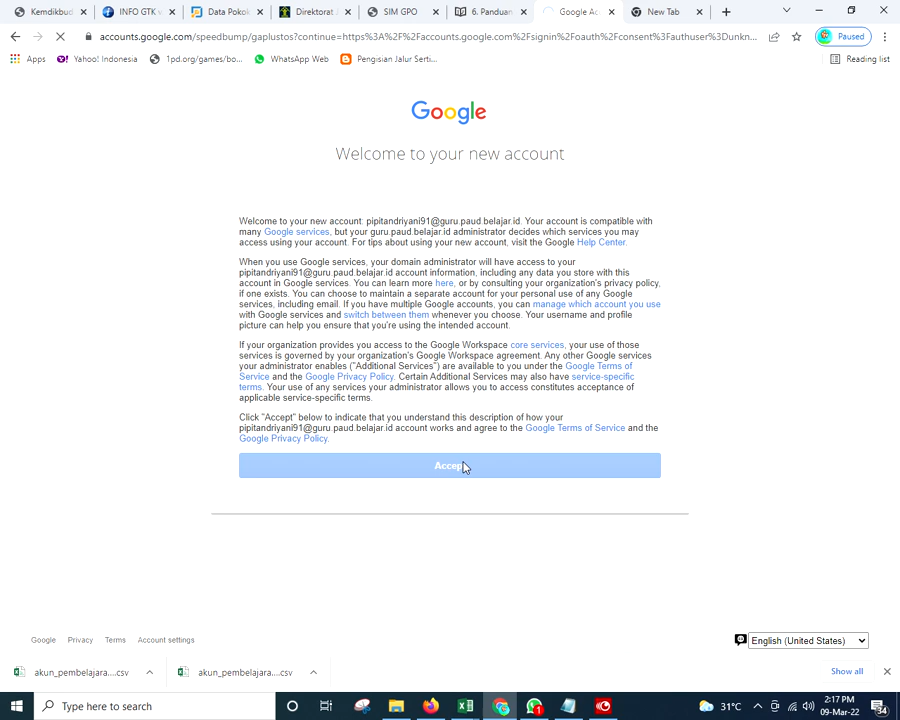 Kemdikbud INFO GTK v Data Pokok Direktorat SIM GPO 6. Panduan Google Acc New Tab
accounts.google.com/speedbump/gaplustos?continue=https%3A%2F%2Faccounts.google.com%2Fsignin%2Foauth%2Fconsent%3Fauthuser%3Dunkn... Paused
Apps Yahoo! Indonesia 1pd.org/games/bo... WhatsApp Web Pengisian Jalur Serti... Reading list
Google
Welcome to your new account
Welcome to your new account: pipitandriyani91@guru.paud.belajar.id. Your account is compatible with
many Google services, but your guru.paud.belajar.id administrator decides which services you may
access using your account. For tips about using your new account, visit the Google Help Center.
When you use Google services, your domain administrator will have access to your
pipitandriyani91@guru.paud.belajar.id account information, including any data you store with this
account in Google services. You can learn more here, or by consulting your organization's privacy policy,
if one exists. You can choose to maintain a separate account for your personal use of any Google
services, including email. If you have multiple Google accounts, you can manage which account you use
with Google services and switch between them whenever you choose. Your username and profile
picture can help you ensure that you're using the intended account.
If your organization provides you access to the Google Workspace core services, your use of those
services is governed by your organization's Google Workspace agreement. Any other Google services
your administrator enables ("Additional Services") are available to you under the Google Terms of
Service and the Google Privacy Policy. Certain Additional Services may also have service-specific
terms. Your use of any services your administrator allows you to access constitutes acceptance of
applicable service-specific terms.
Click "Accept" below to indicate that you understand this description of how your
pipitandriyani91@guru.paud.belajar.id account works and agree to the Google Terms of Service and the
Google Privacy Policy.
Accept
Google Privacy Terms Account settings English (United States)
akun_pembelajara....csv akun_pembelajara....csv Show all
Type here to search 1 31°C 2:17 PM
09-Mar-22 34